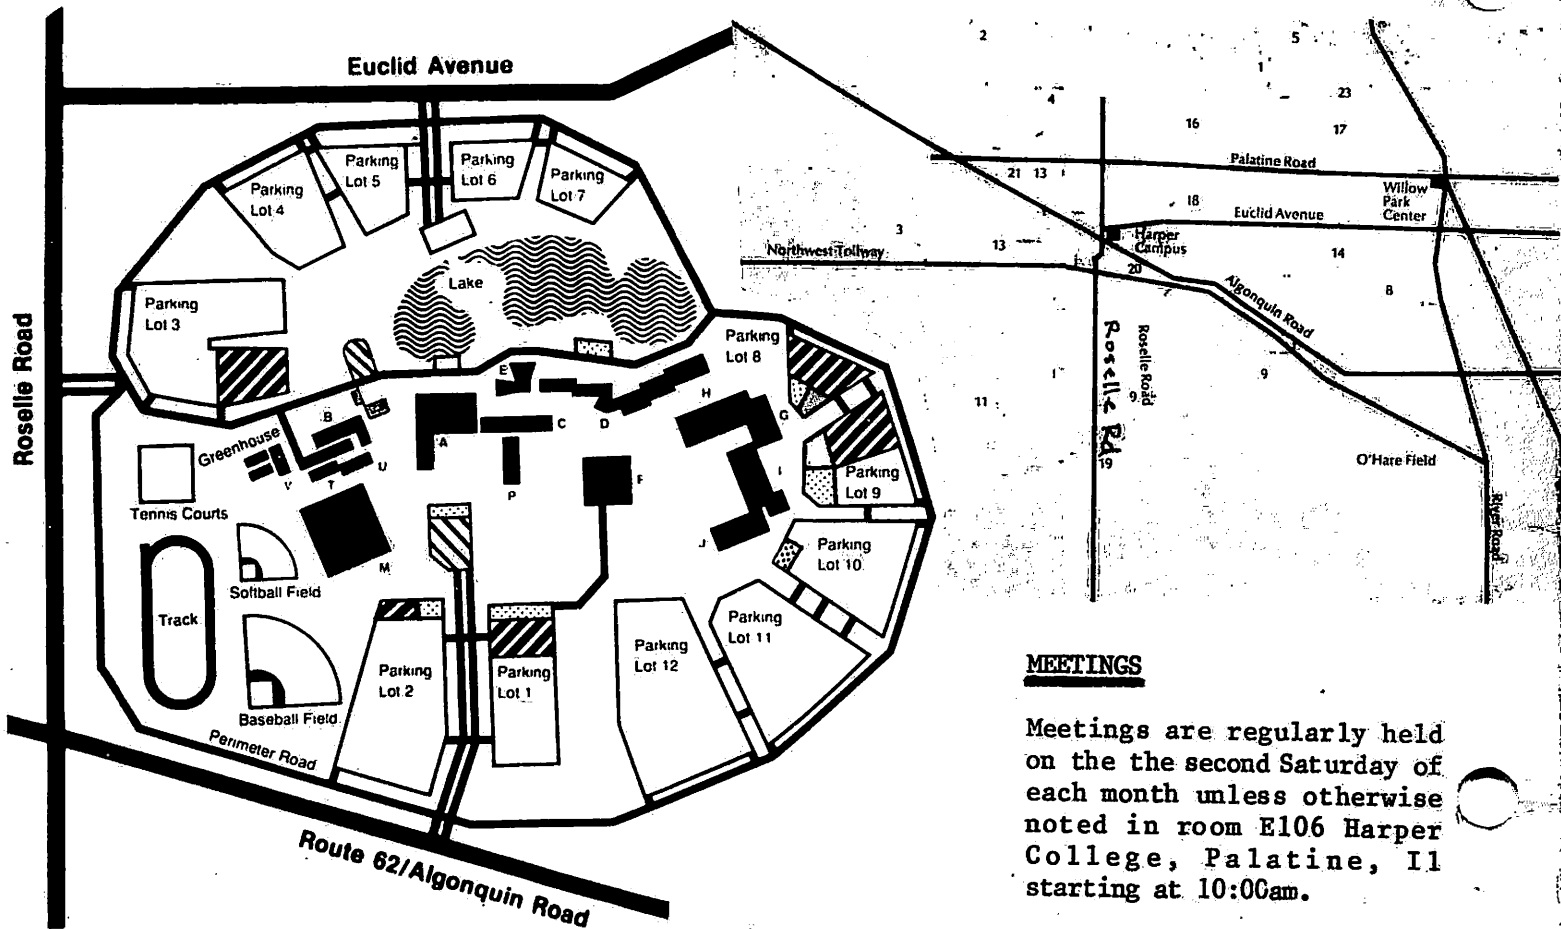 Euclid Avenue
Roselle Road
Parking
Lot 4
Parking
Lot 5
Parking
Lot 6
Parking
Lot 7
Parking
Lot 3
Lake
Parking
Lot 8
E
H
B
A
C
D
G
Greenhouse
U
V
T
P
F
I
Parking
Lot 9
Tennis Courts
J
M
Parking
Lot 10
Softball Field
Track
Parking
Lot 11
Parking
Lot 12
Parking
Lot 2
Parking
Lot 1
Baseball Field
Perimeter Road
Route 62/Algonquin Road
2
5
1
4
23
16
17
Palatine Road
21 13
Willow
Park
Center
18
Euclid Avenue
3
13
Harper
Campus
14
Northwest Tollway
20
8
Algonquin Road
Roselle Rd
Roselle Road
9
9
11
19
O'Hare Field
River Road
MEETINGS
Meetings are regularly held
on the the second Saturday of
each month unless otherwise
noted in room E106 Harper
College, Palatine, Il
starting at 10:00am.